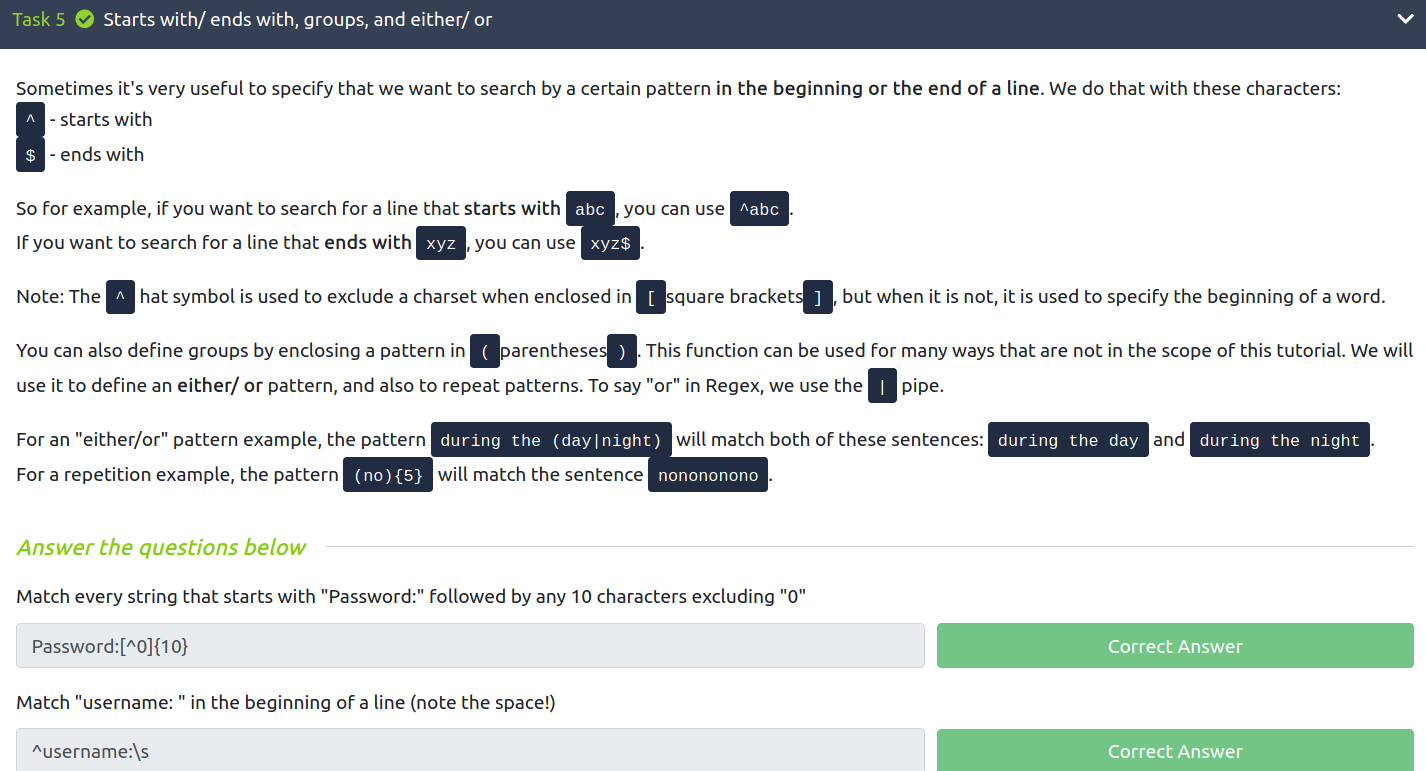 Task 5 Starts with/ ends with, groups, and either/ or
Sometimes it's very useful to specify that we want to search by a certain pattern in the beginning or the end of a line. We do that with these characters:
^ - starts with
$ - ends with
So for example, if you want to search for a line that starts with abc, you can use ^abc.
If you want to search for a line that ends with xyz, you can use xyz$.
Note: The ^ hat symbol is used to exclude a charset when enclosed in [square brackets], but when it is not, it is used to specify the beginning of a word.
You can also define groups by enclosing a pattern in (parentheses). This function can be used for many ways that are not in the scope of this tutorial. We will
use it to define an either/ or pattern, and also to repeat patterns. To say "or" in Regex, we use the | pipe.
For an "either/or" pattern example, the pattern during the (day|night) will match both of these sentences: during the day and during the night.
For a repetition example, the pattern (no){5} will match the sentence nonononono.
Answer the questions below
Match every string that starts with "Password:" followed by any 10 characters excluding "0"
Password:[^0]{10} Correct Answer
Match "username: " in the beginning of a line (note the space!)
^username:\s Correct Answer